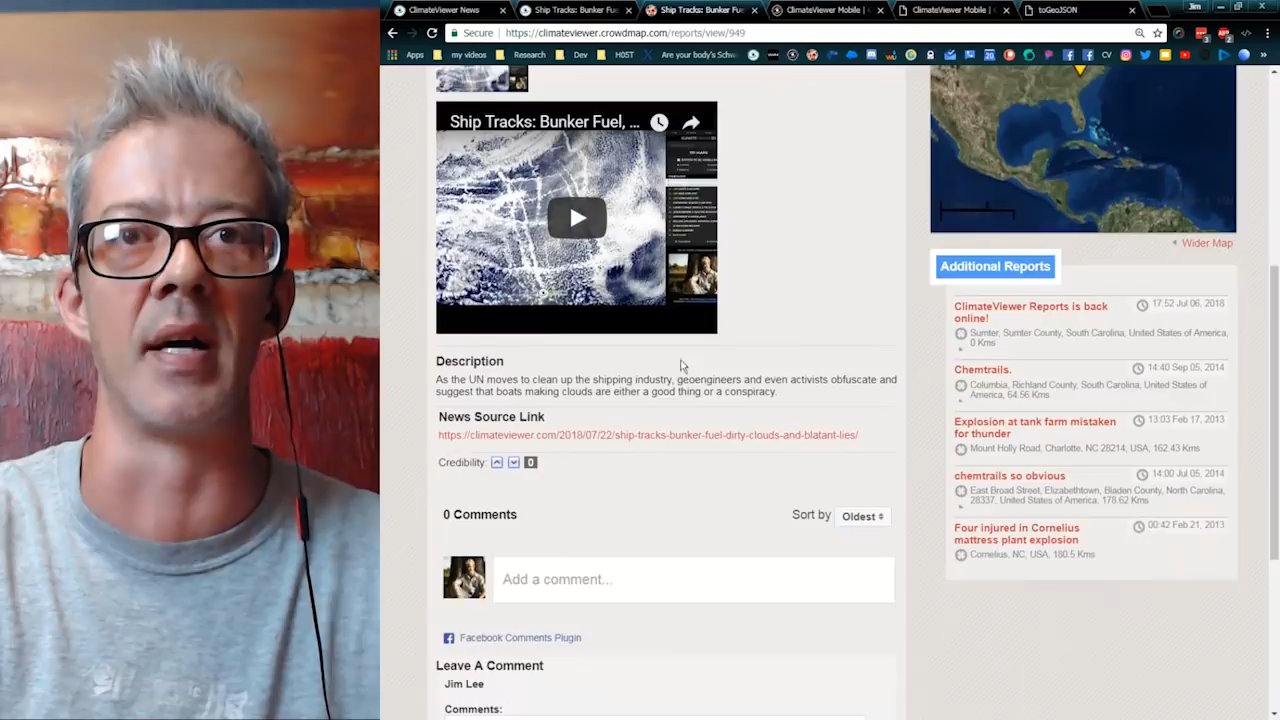 ClimateViewer News
Ship Tracks: Bunker Fue
Ship Tracks: Bunker Fue
ClimateViewer Mobile | C
ClimateViewer Mobile | C
toGeoJSON
Jim
Secure
https://climateviewer.crowdmap.com/reports/view/949
Apps
my videos
Research
Dev
H0ST
Are your body's Schw
CV
Ship Tracks: Bunker Fuel, ...
Wider Map
Additional Reports
ClimateViewer Reports is back
online!
17:52 Jul 06, 2018
Sumter, Sumter County, South Carolina, United States of America,
0 Kms
Chemtrails.
14:40 Sep 05, 2014
Columbia, Richland County, South Carolina, United States of
America, 64.56 Kms
Explosion at tank farm mistaken
for thunder
13:03 Feb 17, 2013
Mount Holly Road, Charlotte, NC 28214, USA, 162.43 Kms
chemtrails so obvious
14:00 Jul 05, 2014
East Broad Street, Elizabethtown, Bladen County, North Carolina,
28337, United States of America, 178.62 Kms
Four injured in Cornelius
mattress plant explosion
00:42 Feb 21, 2013
Cornelius, NC, USA, 180.5 Kms
Description
As the UN moves to clean up the shipping industry, geoengineers and even activists obfuscate and
suggest that boats making clouds are either a good thing or a conspiracy.
News Source Link
https://climateviewer.com/2018/07/22/ship-tracks-bunker-fuel-dirty-clouds-and-blatant-lies/
Credibility:
0
0 Comments
Sort by
Oldest
Add a comment...
Facebook Comments Plugin
Leave A Comment
Jim Lee
Comments: